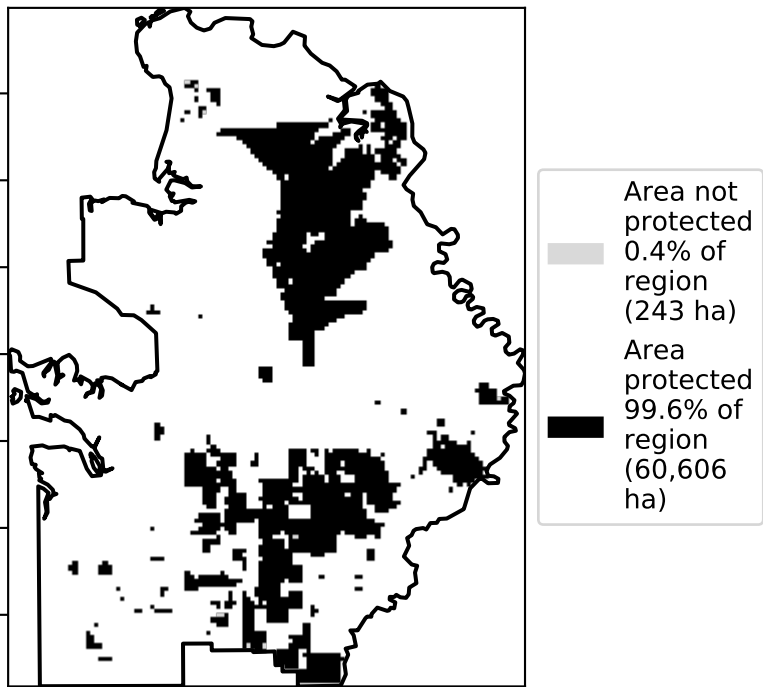 Area not
protected
0.4% of
region
(243 ha)
Area
protected
99.6% of
region
(60,606
ha)